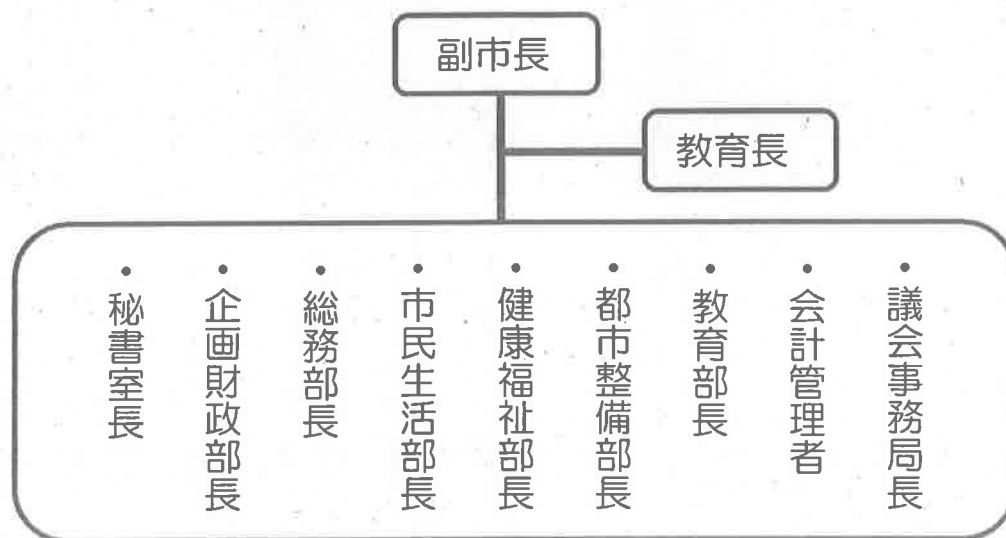 副市長
教育長
・議会事務局長
・会計管理者
・教育部長
・都市整備部長
・健康福祉部長
・市民生活部長
・総務部長
・企画財政部長
・秘書室長